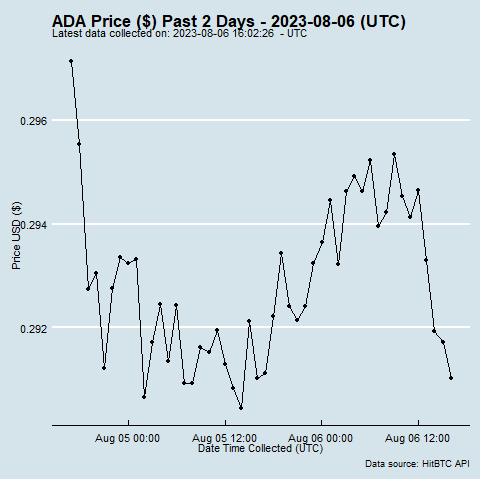 ADA Price ($) Past 2 Days - 2023-08-06 (UTC)
Latest data collected on: 2023-08-06 16:02:26 - UTC
0.296
0.294
0.292
Price USD ($)
Aug 05 00:00 Aug 05 12:00 Aug 06 00:00 Aug 06 12:00
Date Time Collected (UTC)
Data source: HitBTC API